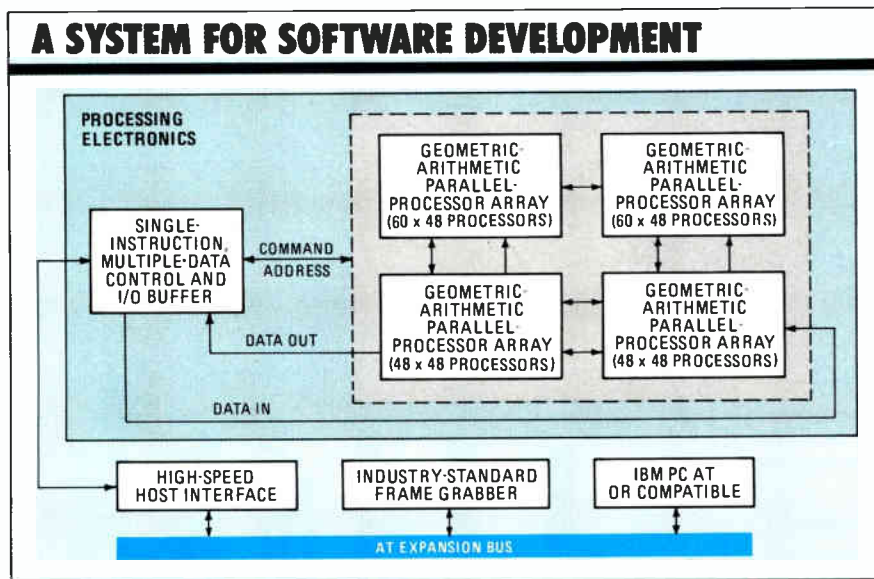 A SYSTEM FOR SOFTWARE DEVELOPMENT
PROCESSING
ELECTRONICS
GEOMETRIC-
ARITHMETIC
PARALLEL-
PROCESSOR ARRAY
(60 x 48 PROCESSORS)
GEOMETRIC-
ARITHMETIC
PARALLEL-
PROCESSOR ARRAY
(60 x 48 PROCESSORS)
SINGLE-
INSTRUCTION,
MULTIPLE-DATA
CONTROL AND
I/O BUFFER
COMMAND
ADDRESS
GEOMETRIC-
ARITHMETIC
PARALLEL-
PROCESSOR ARRAY
(48 x 48 PROCESSORS)
GEOMETRIC-
ARITHMETIC
PARALLEL-
PROCESSOR ARRAY
(48 x 48 PROCESSORS)
DATA OUT
DATA IN
HIGH-SPEED
HOST INTERFACE
INDUSTRY-STANDARD
FRAME GRABBER
IBM PC AT
OR COMPATIBLE
AT EXPANSION BUS